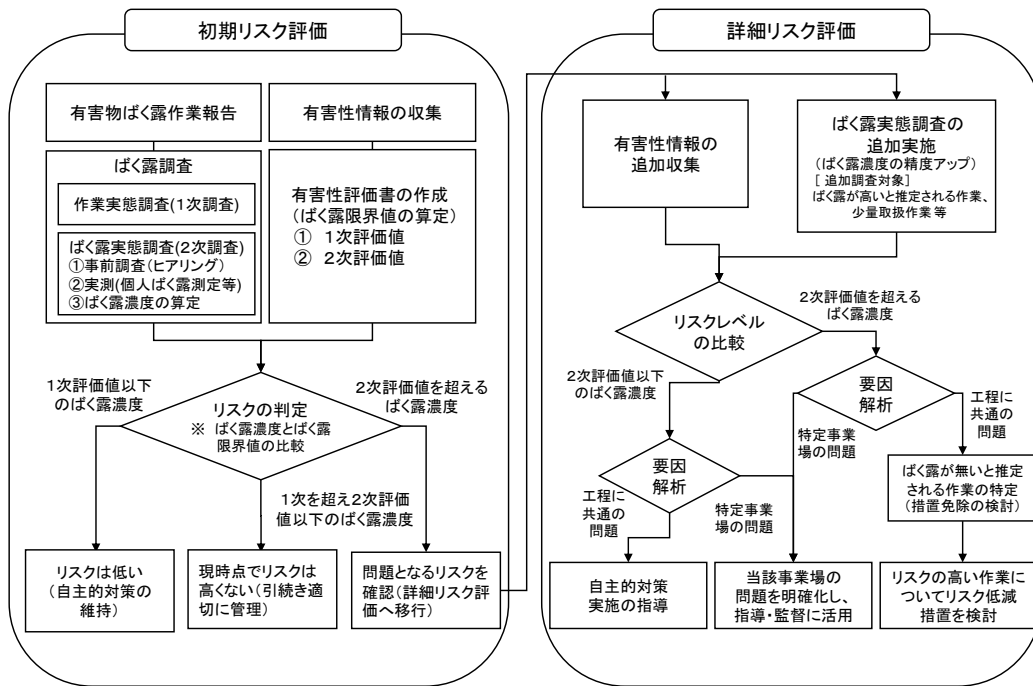 初期リスク評価
有害物ばく露作業報告
有害性情報の収集
ばく露調査
作業実態調査(1次調査)
ばく露実態調査(2次調査)
①事前調査(ヒアリング)
②実測(個人ばく露測定等)
③ばく露濃度の算定
有害性評価書の作成
(ばく露限界値の算定)
① 1次評価値
② 2次評価値
1次評価値以下
のばく露濃度
2次評価値を超える
ばく露濃度
リスクの判定
※ ばく露濃度とばく露
限界値の比較
1次を超え2次評価
値以下のばく露濃度
リスクは低い
(自主的対策の
維持)
現時点でリスクは
高くない(引続き適
切に管理)
問題となるリスクを
確認(詳細リスク評
価へ移行)
詳細リスク評価
有害性情報の
追加収集
ばく露実態調査の
追加実施
(ばく露濃度の精度アップ)
[ 追加調査対象]
ばく露が高いと推定される作業、
少量取扱作業等
リスクレベル
の比較
2次評価値を超える
ばく露濃度
2次評価値以下
のばく露濃度
要因
解析
工程に
共通の
問題
特定事業
場の問題
ばく露が無いと推定
される作業の特定
(措置免除の検討)
要因
解析
工程に
共通の
問題
特定事業
場の問題
自主的対策
実施の指導
当該事業場の
問題を明確化し、
指導・監督に活用
リスクの高い作業に
ついてリスク低減
措置を検討